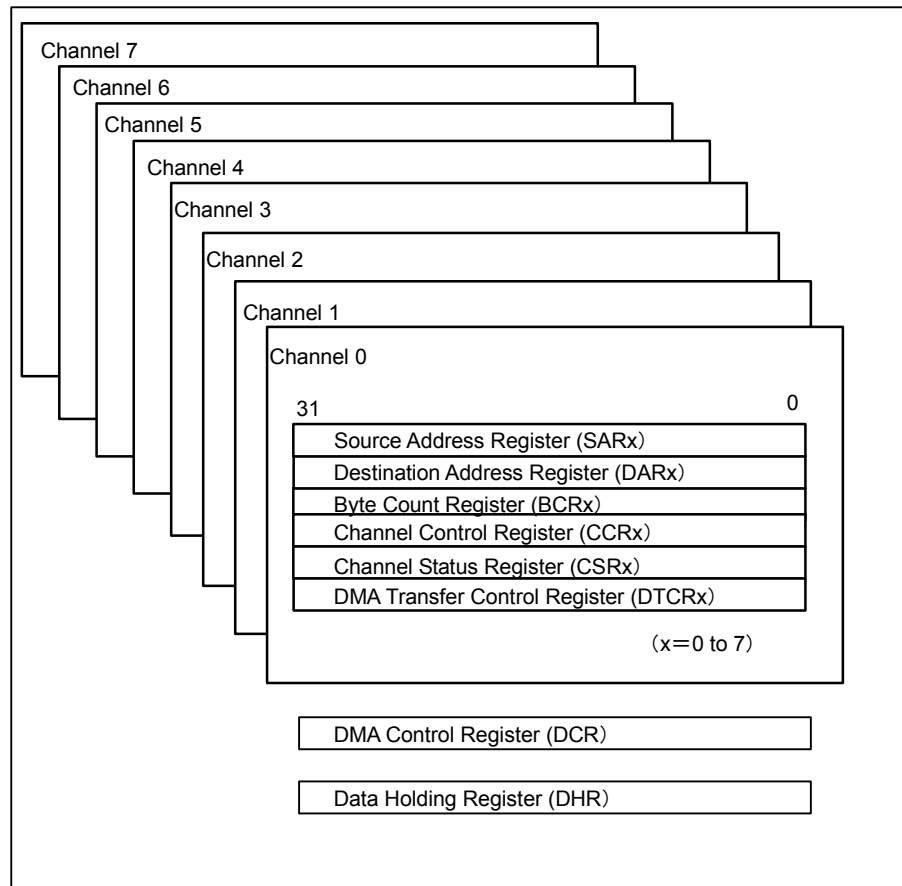 Channel 7
Channel 6
Channel 5
Channel 4
Channel 3
Channel 2
Channel 1
Channel 0
31 0
Source Address Register (SARx）
Destination Address Register (DARx）
Byte Count Register (BCRx）
Channel Control Register (CCRx）
Channel Status Register (CSRx）
DMA Transfer Control Register (DTCRx）
（x＝0 to 7）
DMA Control Register (DCR）
Data Holding Register (DHR）